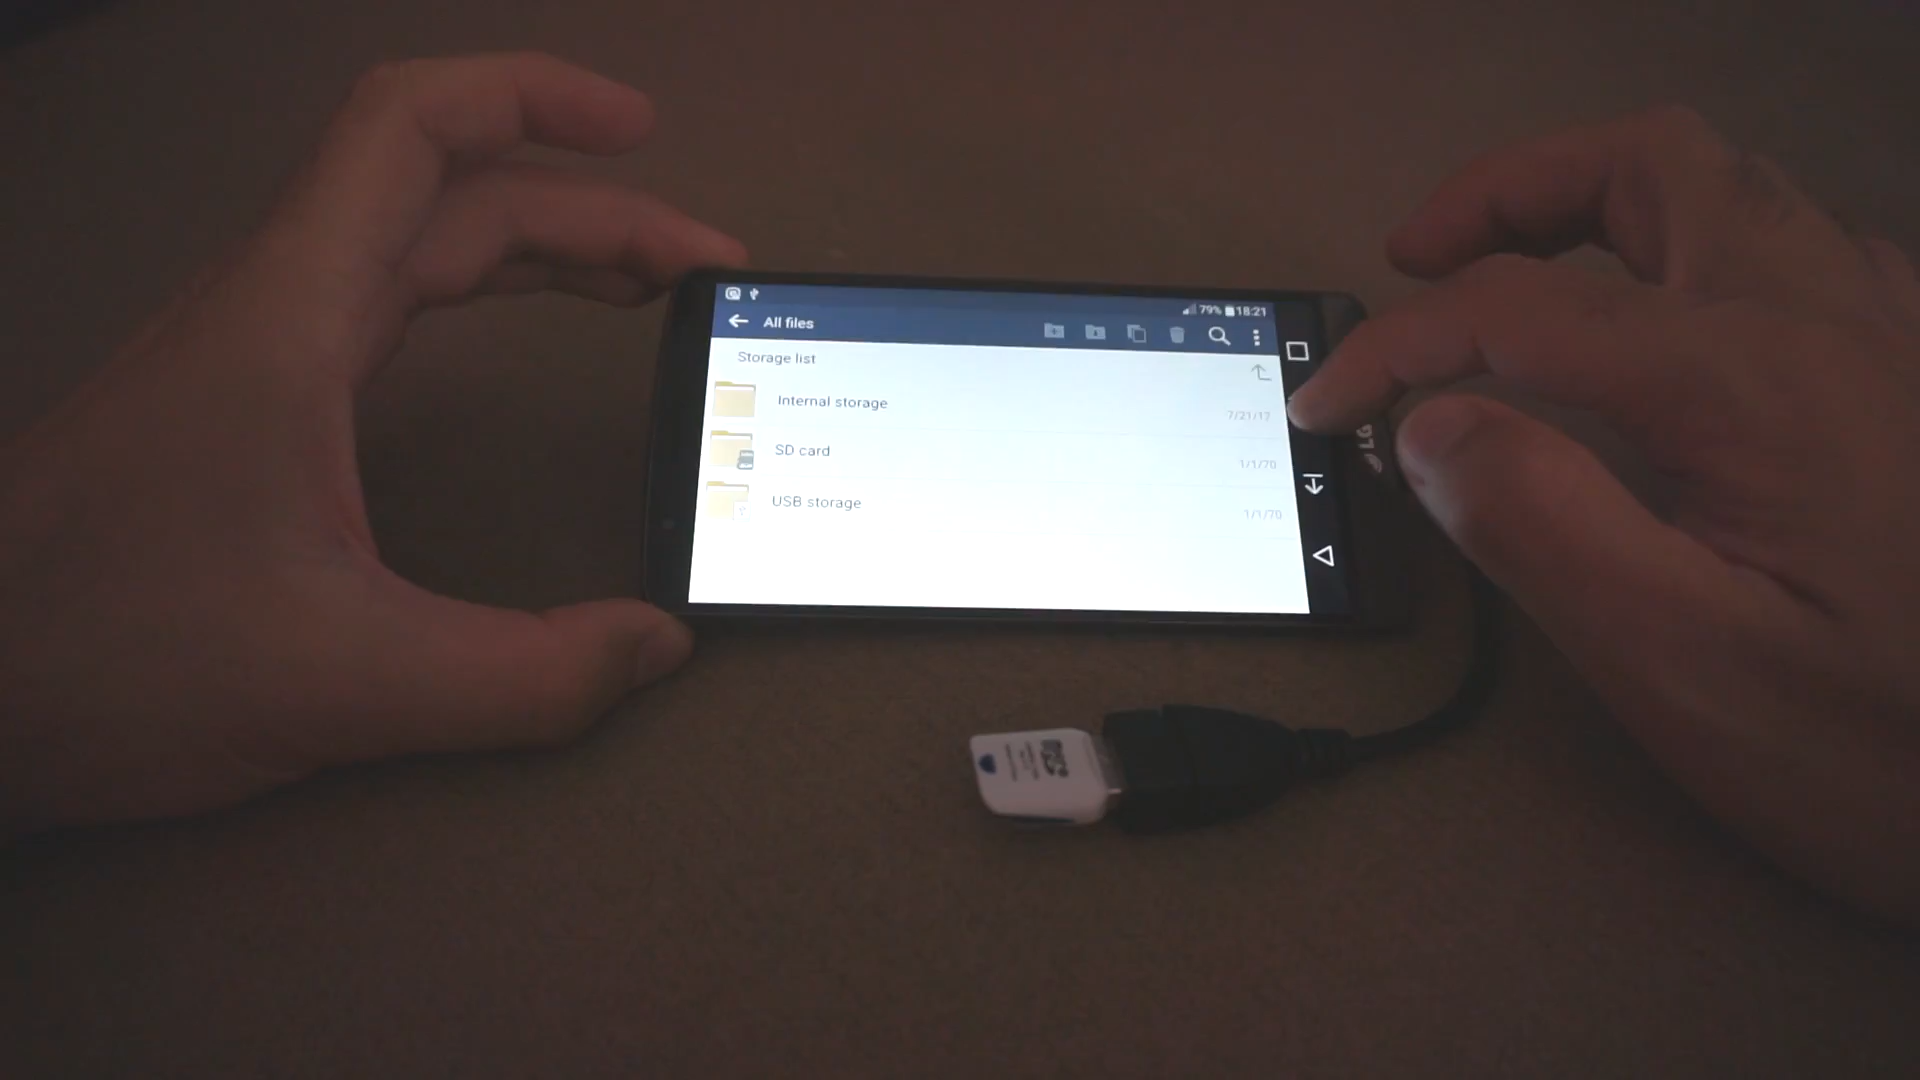 79% 18:21
All files
Storage list
Internal storage
7/21/17
SD card
1/1/70
USB storage
1/1/70
LG